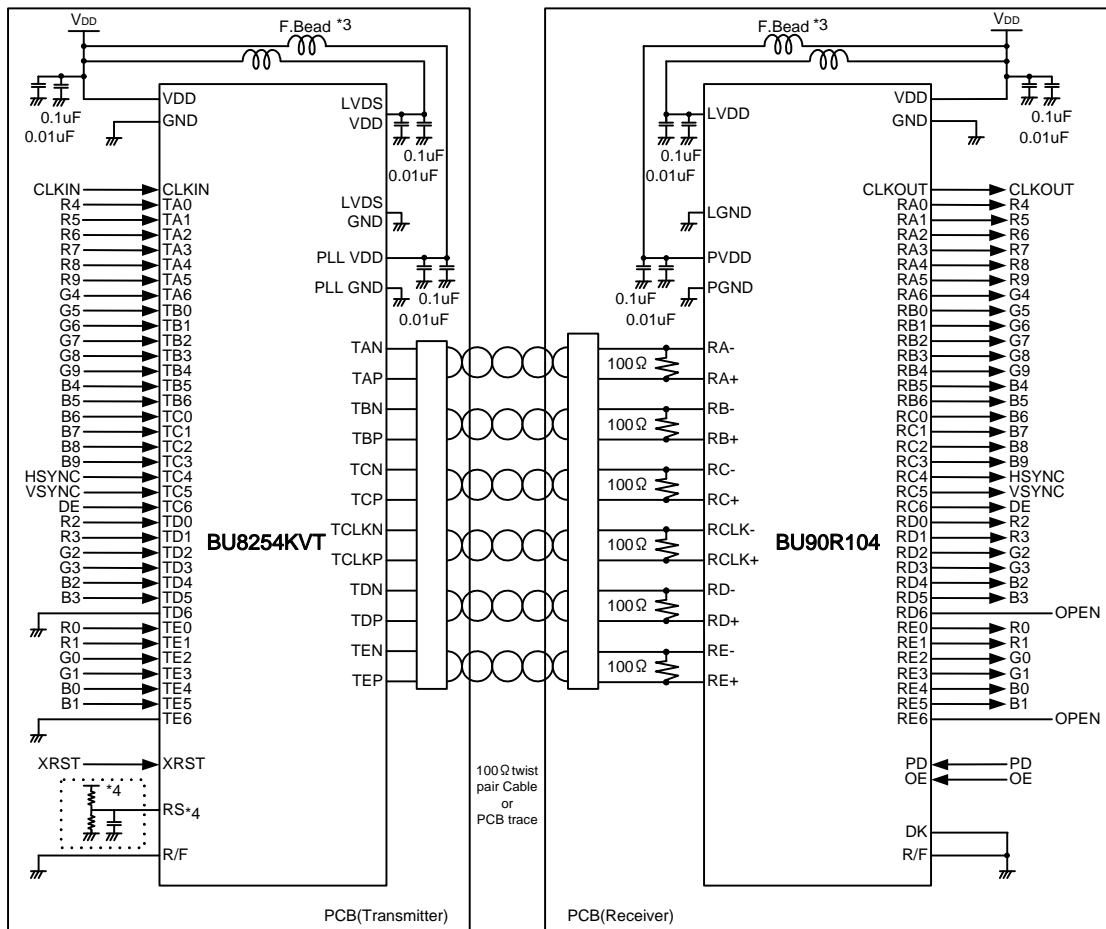 VDD
F.Bead *3
0.1uF
0.01uF
VDD
GND
LVDS
VDD
0.1uF
0.01uF
LVDS
GND
PLL VDD
PLL GND
0.1uF
0.01uF
CLKIN CLKIN
R4 TA0
R5 TA1
R6 TA2
R7 TA3
R8 TA4
R9 TA5
G4 TA6
G5 TB0
G6 TB1
G7 TB2
G8 TB3
G9 TB4
B4 TB5
B5 TB6
B6 TC0
B7 TC1
B8 TC2
B9 TC3
HSYNC TC4
VSYNC TC5
DE TC6
R2 TD0
R3 TD1
G2 TD2
G3 TD3
B2 TD4
B3 TD5
TD6
R0 TE0
R1 TE1
G0 TE2
G1 TE3
B0 TE4
B1 TE5
TE6
XRST XRST
*4
RS*4
R/F
BU8254KVT
TAN
TAP
TBN
TBP
TCN
TCP
TCLKN
TCLKP
TDN
TDP
TEN
TEP
PCB(Transmitter)
100Ω twist
pair Cable
or
PCB trace
VDD
F.Bead *3
0.1uF
0.01uF
VDD
GND
LVDD
0.1uF
0.01uF
LGND
PVDD
PGND
0.1uF
0.01uF
100Ω
RA-
RA+
100Ω
RB-
RB+
100Ω
RC-
RC+
100Ω
RCLK-
RCLK+
100Ω
RD-
RD+
100Ω
RE-
RE+
BU90R104
CLKOUT CLKOUT
RA0 R4
RA1 R5
RA2 R6
RA3 R7
RA4 R8
RA5 R9
RA6 G4
RB0 G5
RB1 G6
RB2 G7
RB3 G8
RB4 G9
RB5 B4
RB6 B5
RC0 B6
RC1 B7
RC2 B8
RC3 B9
RC4 HSYNC
RC5 VSYNC
RC6 DE
RD0 R2
RD1 R3
RD2 G2
RD3 G3
RD4 B2
RD5 B3
RD6 OPEN
RE0 R0
RE1 R1
RE2 G0
RE3 G1
RE4 B0
RE5 B1
RE6 OPEN
PD PD
OE OE
DK
R/F
PCB(Receiver)